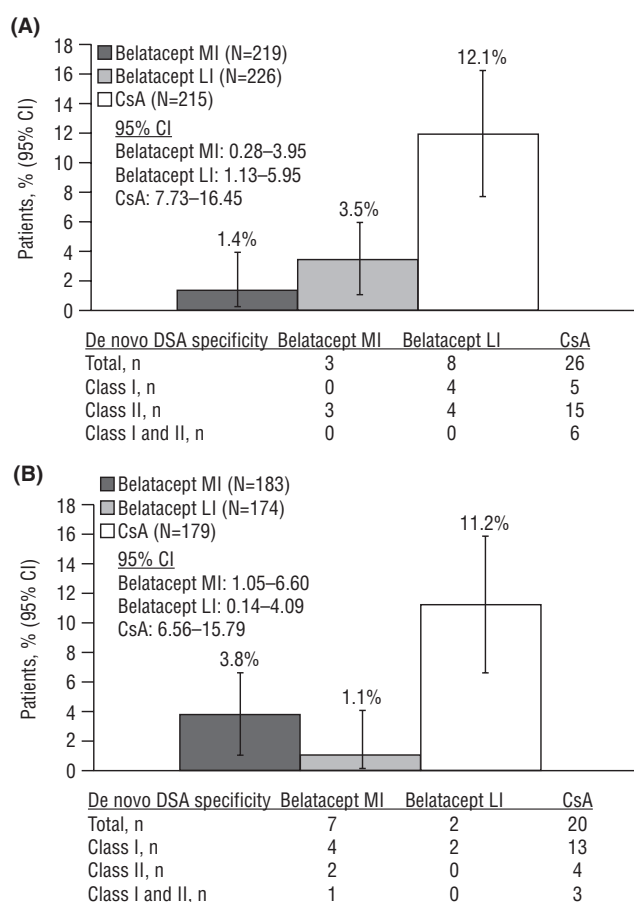 (A)
18
16
14
12
10
8
6
4
2
0
Patients, % (95% CI)
Belatacept MI (N=219)
Belatacept LI (N=226)
CsA (N=215)
95% CI
Belatacept MI: 0.28–3.95
Belatacept LI: 1.13–5.95
CsA: 7.73–16.45
1.4%
3.5%
12.1%
De novo DSA specificity Belatacept MI Belatacept LI CsA
Total, n 3 8 26
Class I, n 0 4 5
Class II, n 3 4 15
Class I and II, n 0 0 6
(B)
18
16
14
12
10
8
6
4
2
0
Patients, % (95% CI)
Belatacept MI (N=183)
Belatacept LI (N=174)
CsA (N=179)
95% CI
Belatacept MI: 1.05–6.60
Belatacept LI: 0.14–4.09
CsA: 6.56–15.79
3.8%
1.1%
11.2%
De novo DSA specificity Belatacept MI Belatacept LI CsA
Total, n 7 2 20
Class I, n 4 2 13
Class II, n 2 0 4
Class I and II, n 1 0 3